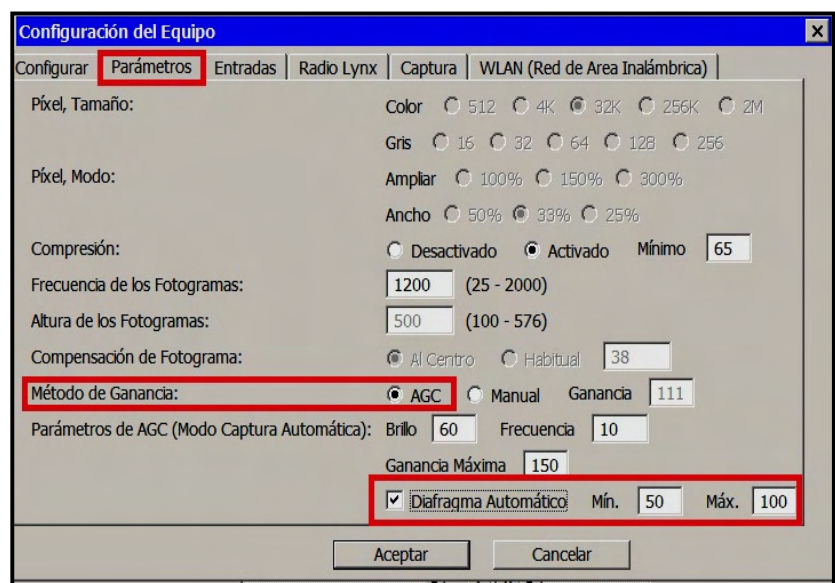 Configuración del Equipo
Configurar Parámetros Entradas Radio Lynx Captura WLAN (Red de Area Inalámbrica)
Píxel, Tamaño: Color 512 4K 32K 256K 2M
Gris 16 32 64 128 256
Píxel, Modo: Ampliar 100% 150% 300%
Ancho 50% 33% 25%
Compresión: Desactivado Activado Mínimo 65
Frecuencia de los Fotogramas: 1200 (25 - 2000)
Altura de los Fotogramas: 500 (100 - 576)
Compensación de Fotograma: Al Centro Habitual 38
Método de Ganancia: AGC Manual Ganancia 111
Parámetros de AGC (Modo Captura Automática): Brillo 60 Frecuencia 10
Ganancia Máxima 150
Diafragma Automático Mín. 50 Máx. 100
Aceptar Cancelar